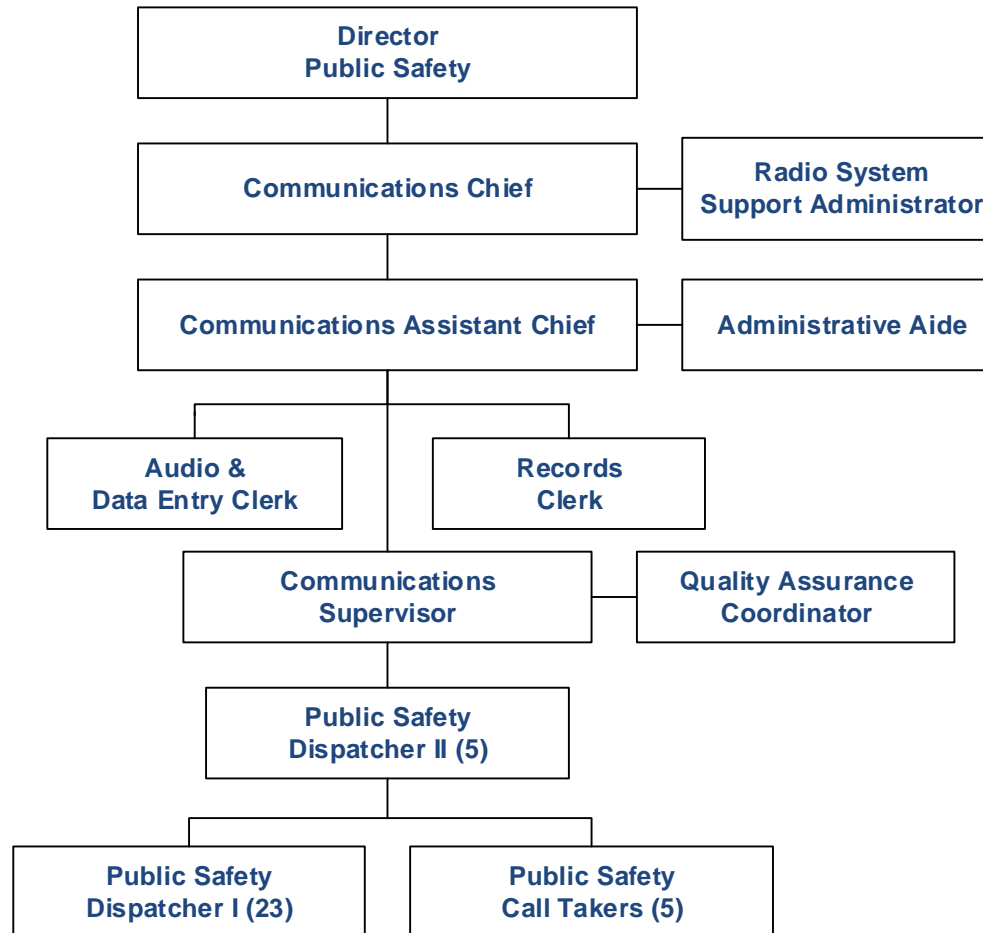 Director
Public Safety
Communications Chief
Radio System
Support Administrator
Communications Assistant Chief
Administrative Aide
Audio &
Data Entry Clerk
Records
Clerk
Communications
Supervisor
Quality Assurance
Coordinator
Public Safety
Dispatcher II (5)
Public Safety
Dispatcher I (23)
Public Safety
Call Takers (5)